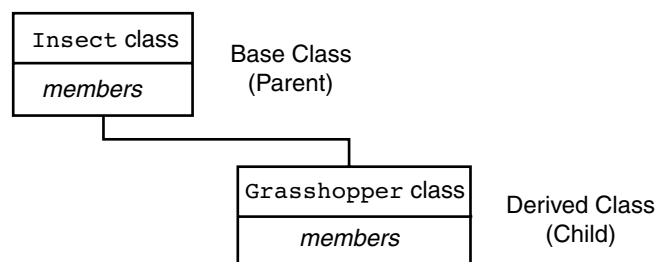 Insect class
members
Base Class
(Parent)
Grasshopper class
members
Derived Class
(Child)